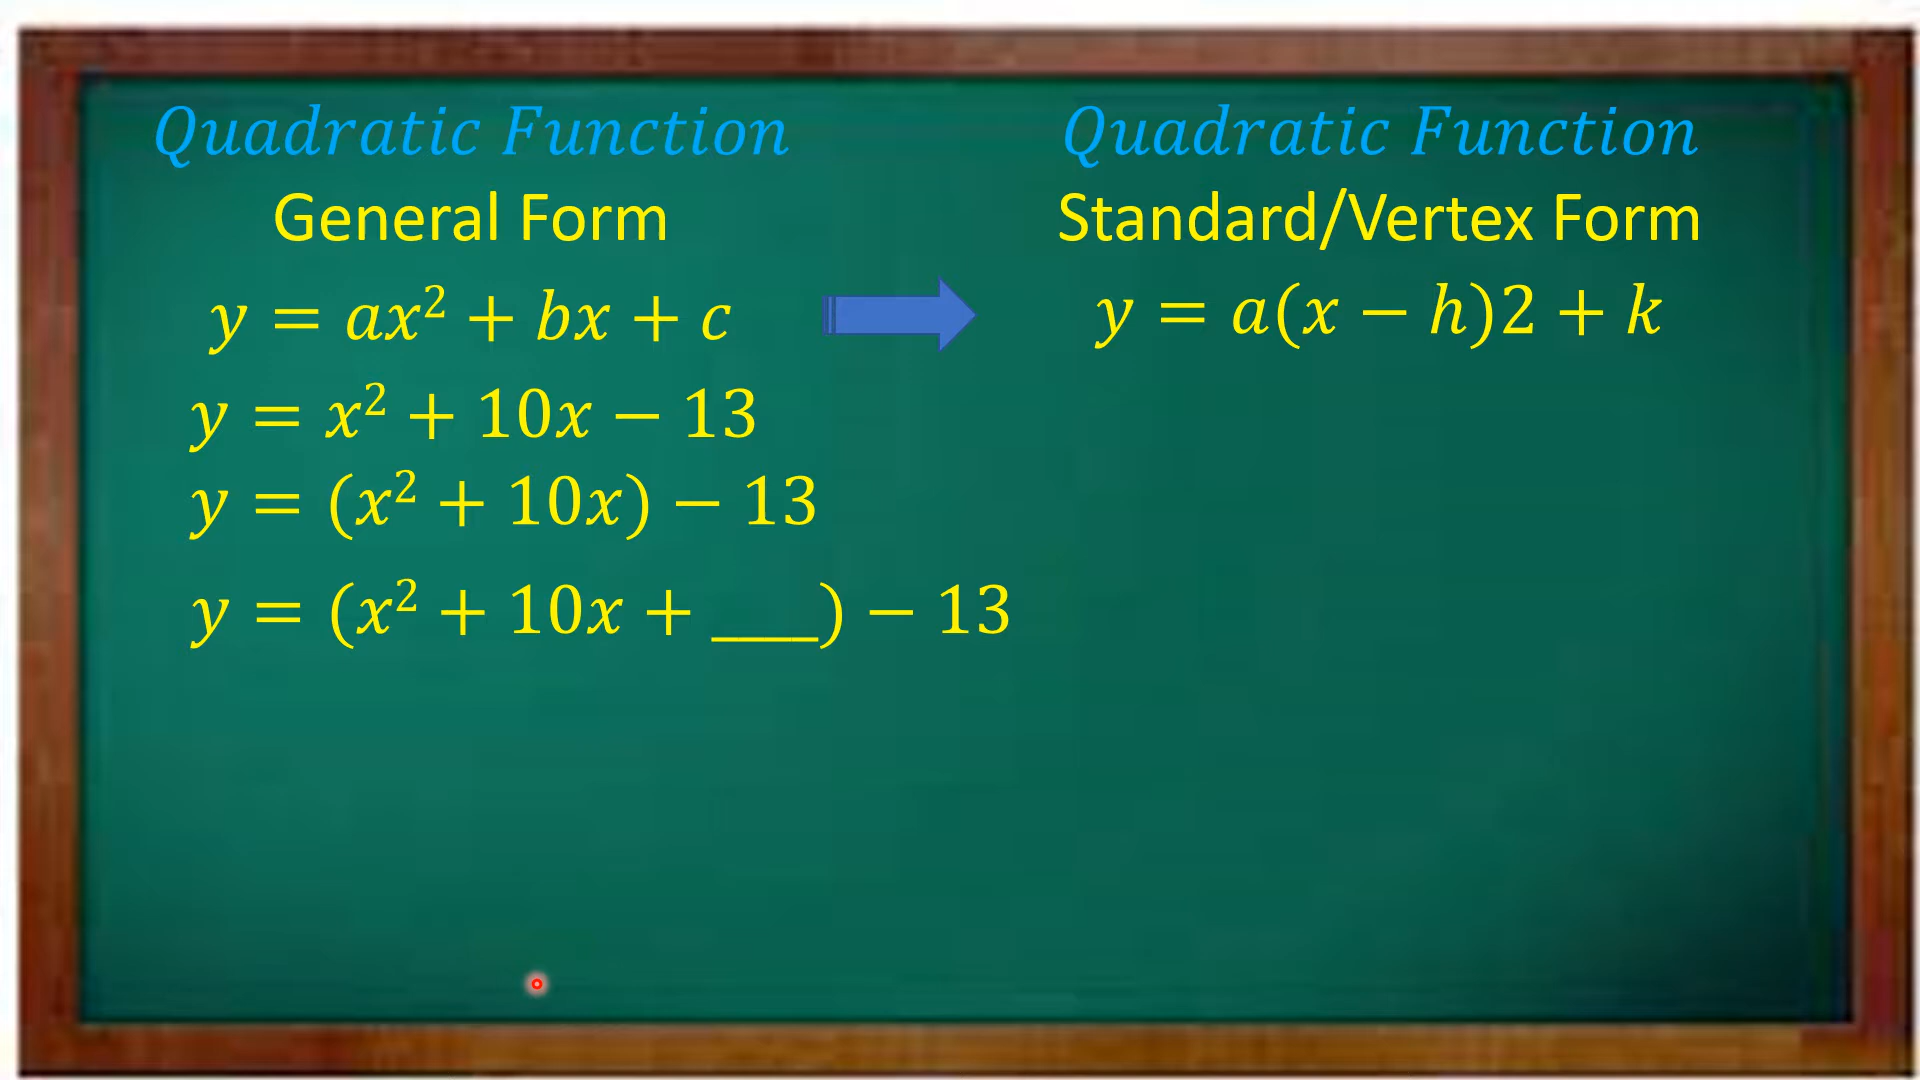 Quadratic Function
General Form
y = ax² + bx + c
y = x² + 10x − 13
y = (x² + 10x) − 13
y = (x² + 10x + ___) − 13
Quadratic Function
Standard/Vertex Form
y = a(x − h)2 + k